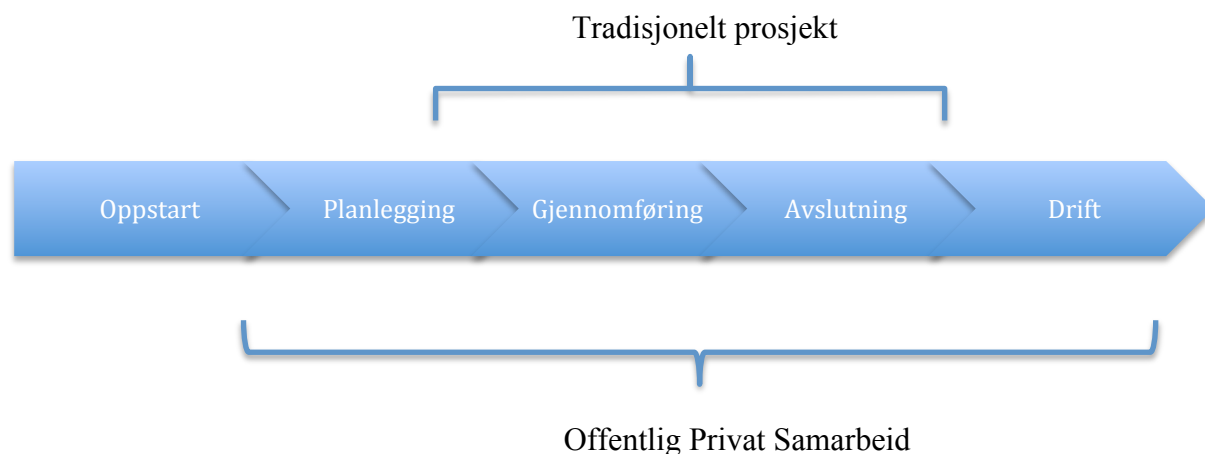 Tradisjonelt prosjekt
Oppstart
Planlegging
Gjennomføring
Avslutning
Drift
Offentlig Privat Samarbeid